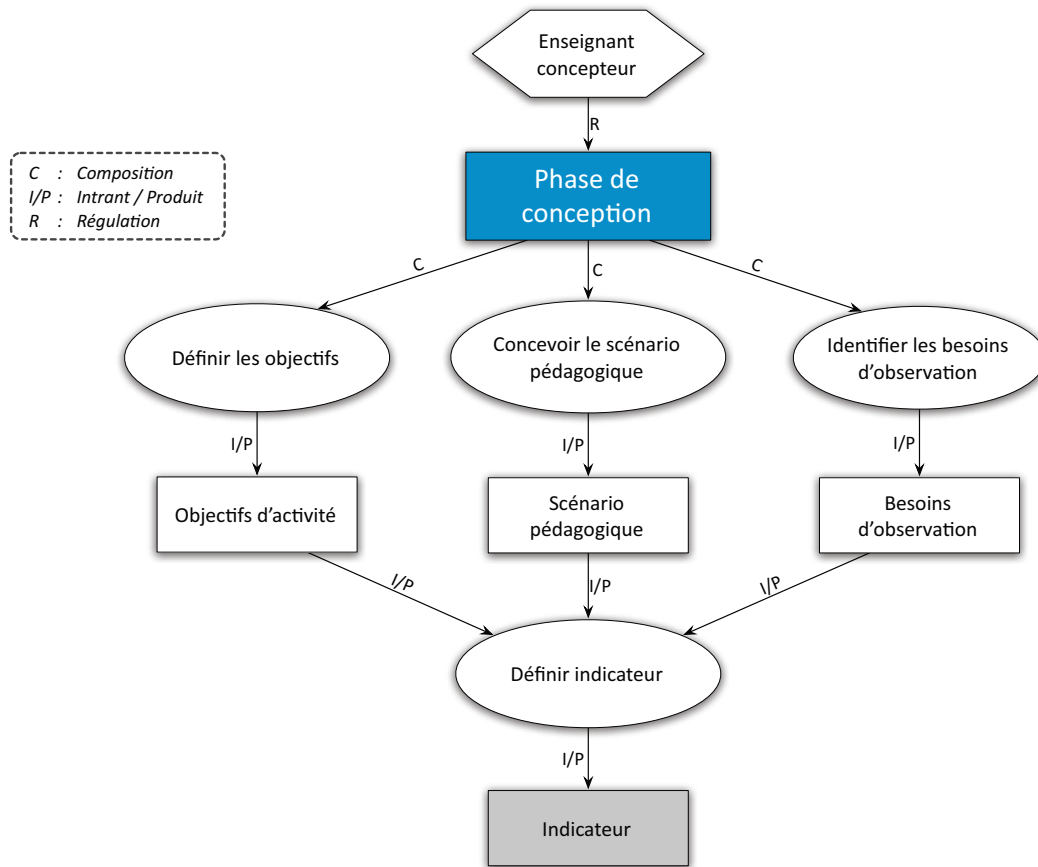 Enseignant
concepteur
R
C : Composition
I/P : Intrant / Produit
R : Régulation
Phase de
conception
C
C
C
Définir les objectifs
Concevoir le scénario
pédagogique
Identifier les besoins
d’observation
I/P
I/P
I/P
Objectifs d’activité
Scénario
pédagogique
Besoins
d’observation
I/P
I/P
I/P
Définir indicateur
I/P
Indicateur